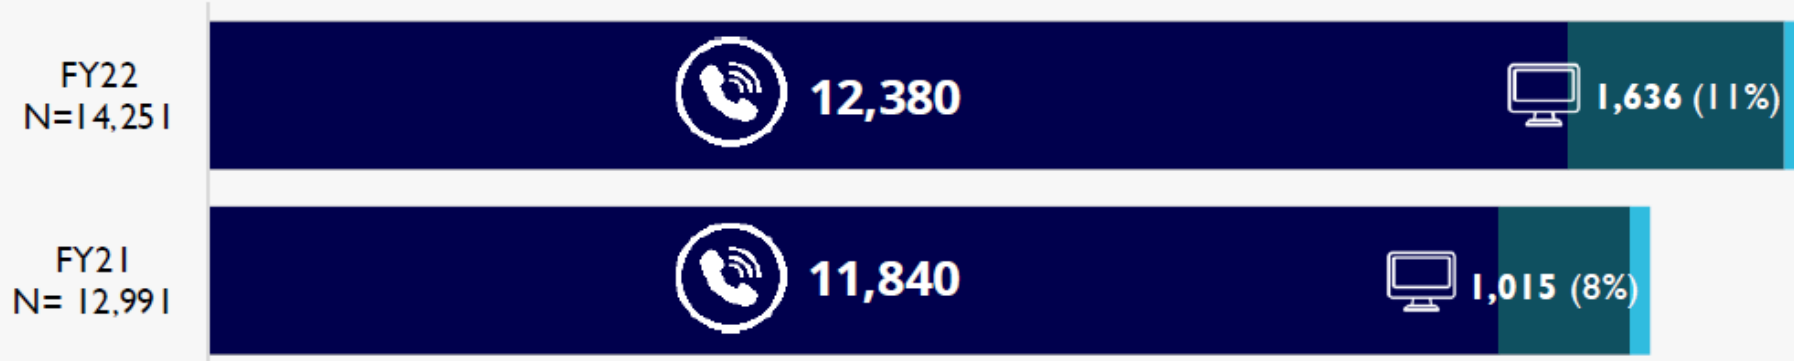 FY22
N=14,251
12,380
1,636 (11%)
FY21
N= 12,991
11,840
1,015 (8%)